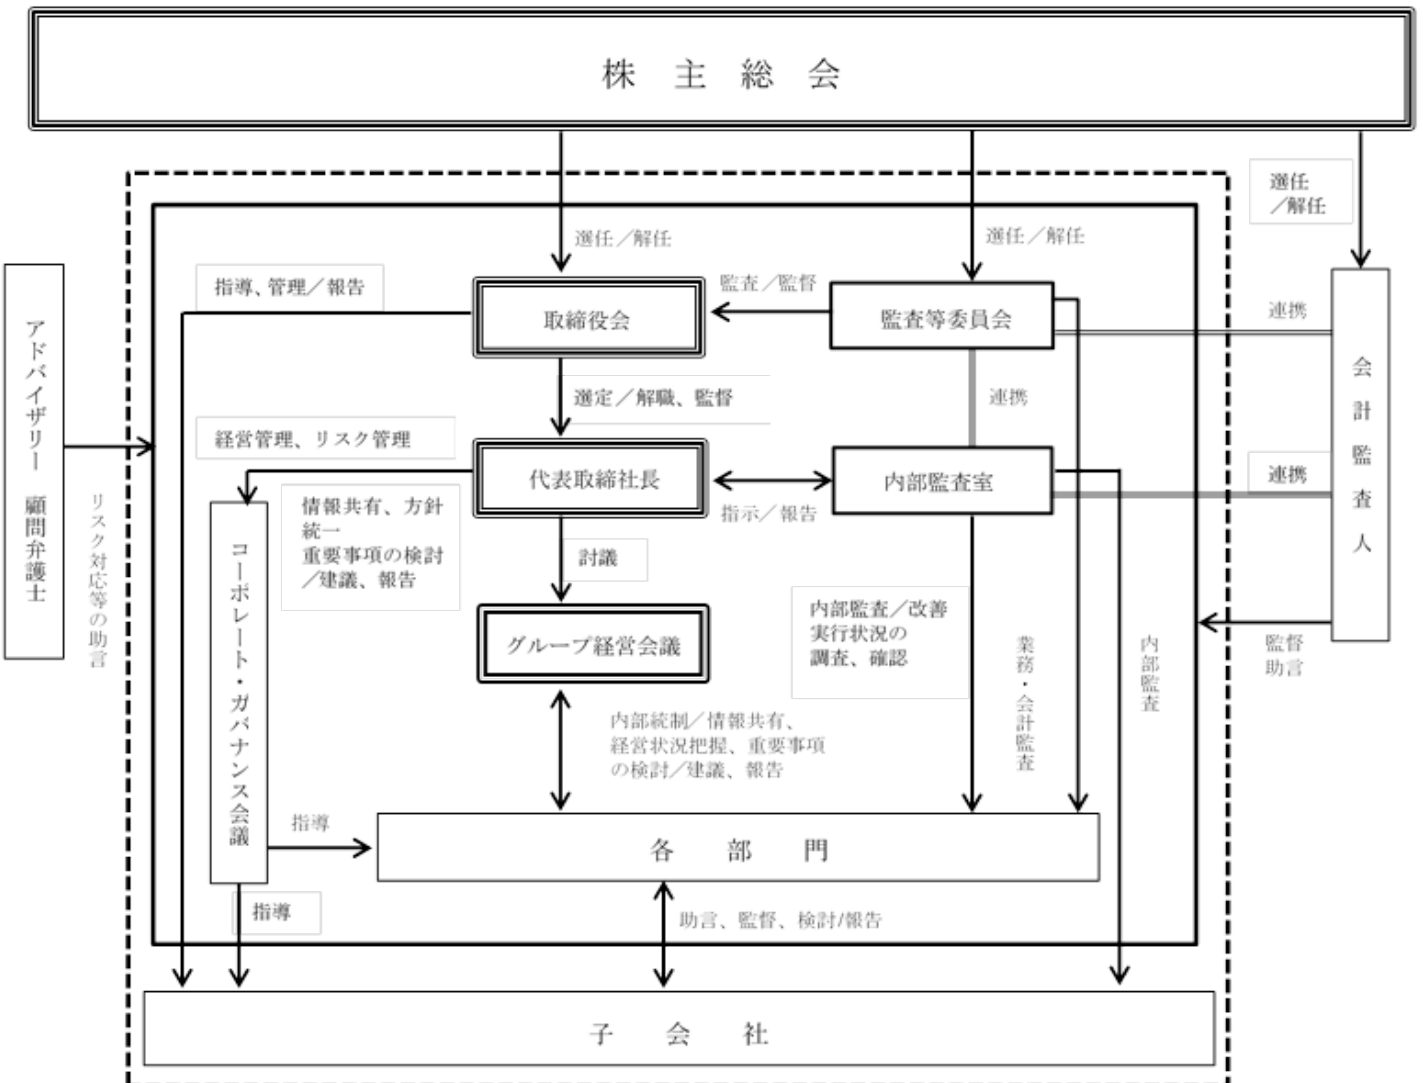 株主総会
選任
／解任
選任／解任
選任／解任
指導、管理／報告
取締役会
監査／監督
監査等委員会
連携
アドバイザリー 顧問弁護士
リスク対応等の助言
会計監査人
選定／解職、監督
連携
経営管理、リスク管理
代表取締社長
指示／報告
内部監査室
連携
情報共有、方針
統一
重要事項の検討
／建議、報告
討議
コーポレート・ガバナンス会議
グループ経営会議
内部監査／改善
実行状況の
調査、確認
業務・会計監査
内部監査
監督
助言
内部統制／情報共有、
経営状況把握、重要事項
の検討／建議、報告
指導
各部門
指導
助言、監督、検討/報告
子会社